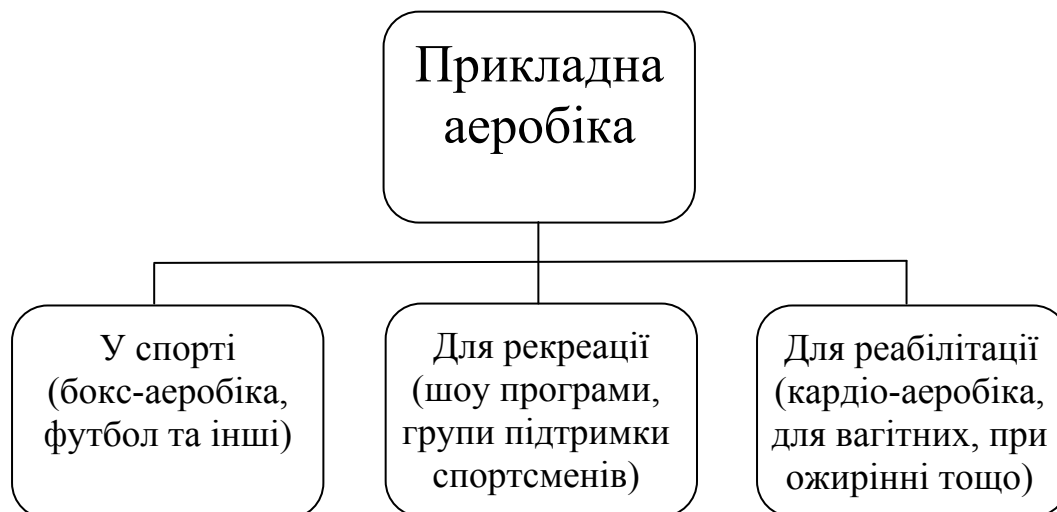 Прикладна
аеробіка
У спорті
(бокс-аеробіка,
футбол та інші)
Для рекреації
(шоу програми,
групи підтримки
спортсменів)
Для реабілітації
(кардіо-аеробіка,
для вагітних, при
ожирінні тощо)